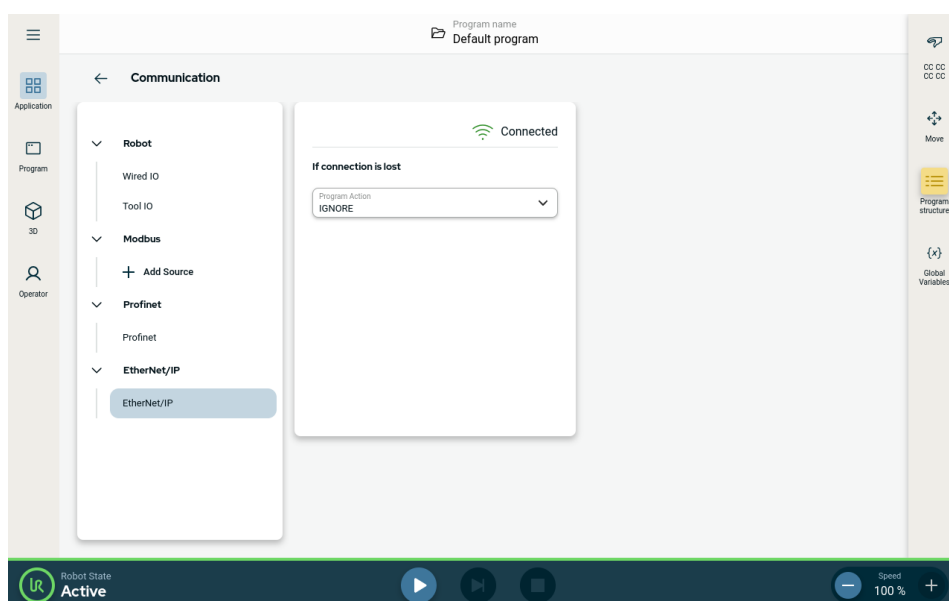 Program name
Default program
Application
Program
3D
Operator
Communication
Robot
Wired IO
Tool IO
Modbus
Add Source
Profinet
Profinet
EtherNet/IP
EtherNet/IP
Connected
If connection is lost
Program Action
IGNORE
CC CC
CC CC
Move
Program
structure
{x}
Global
Variables
Robot State
Active
Speed
100 %